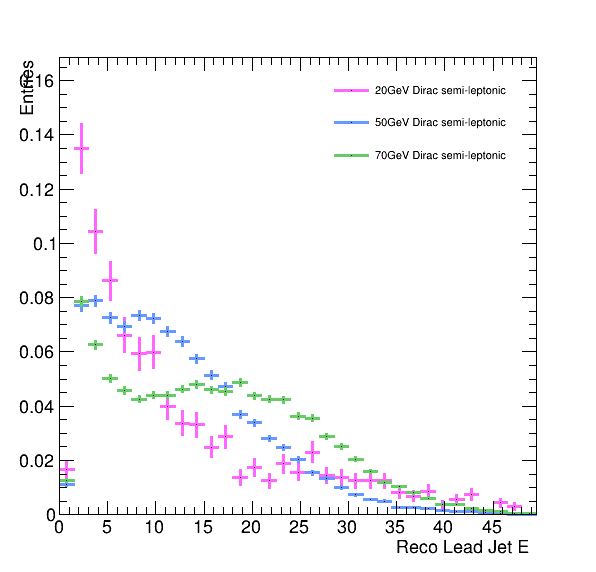 Entries
0.16
0.14
0.12
0.1
0.08
0.06
0.04
0.02
0
20GeV Dirac semi-leptonic
50GeV Dirac semi-leptonic
70GeV Dirac semi-leptonic
0 5 10 15 20 25 30 35 40 45
Reco Lead Jet E